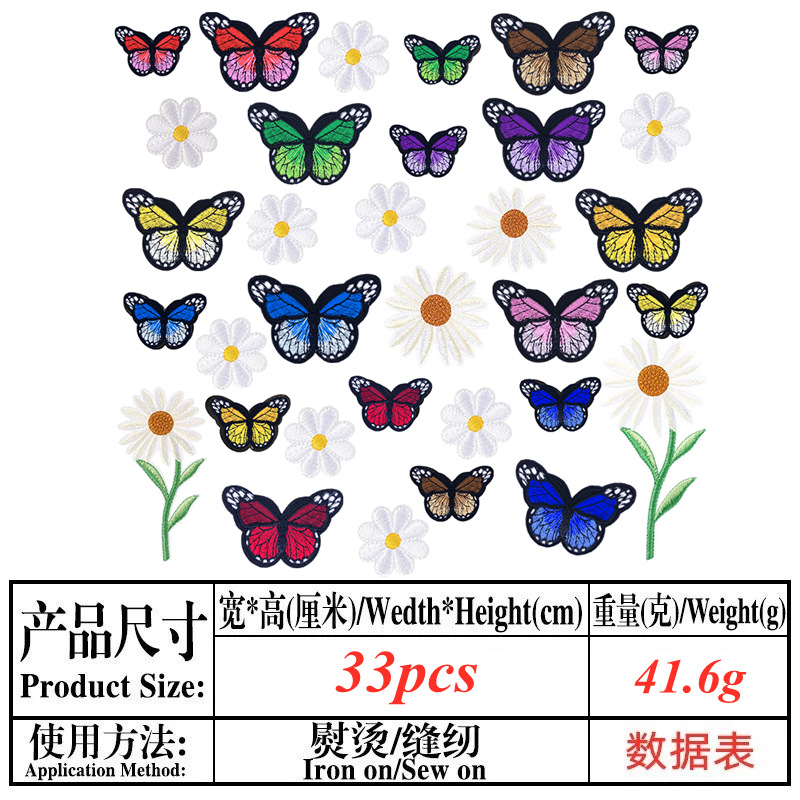 产品尺寸
Product Size:
宽*高(厘米)/Wedth*Height(cm)
重量(克)/Weight(g)
33pcs
41.6g
使用方法:
Application Method:
熨烫/缝纫
Iron on/Sew on
数据表